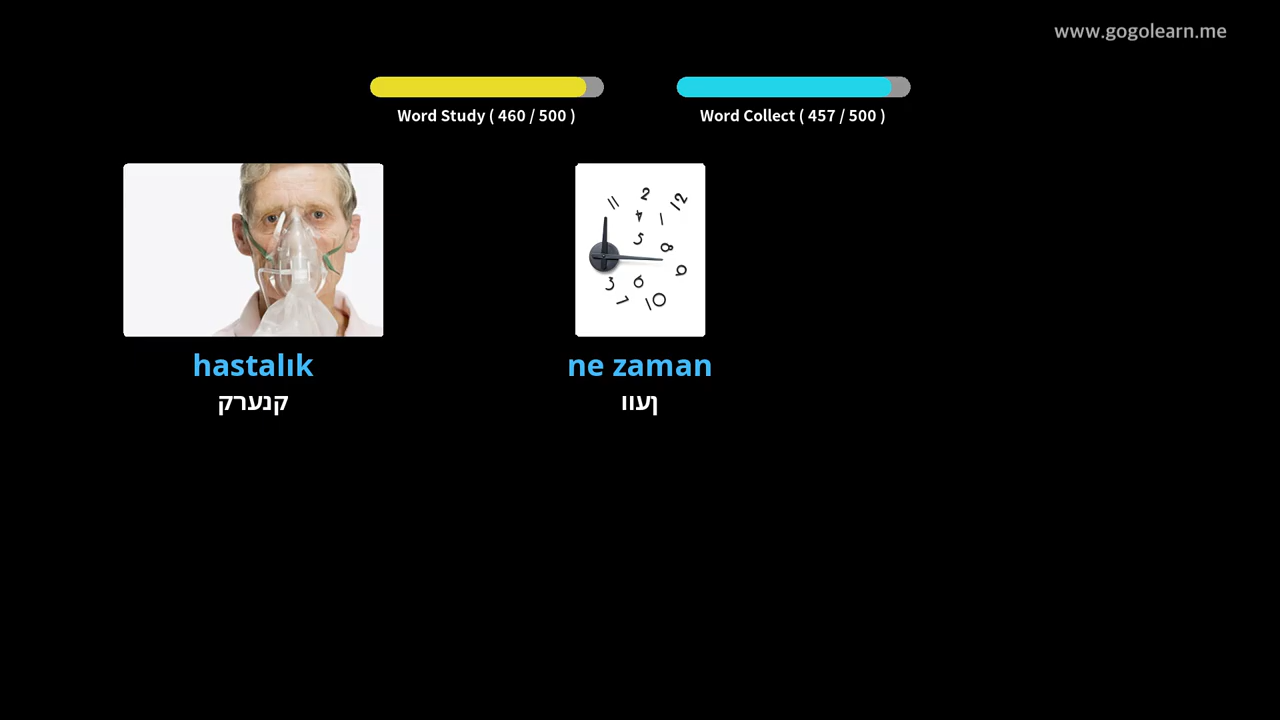 www.gogolearn.me
Word Study ( 460 / 500 )
Word Collect ( 457 / 500 )
hastalık
קנערק
ne zaman
ןעוו